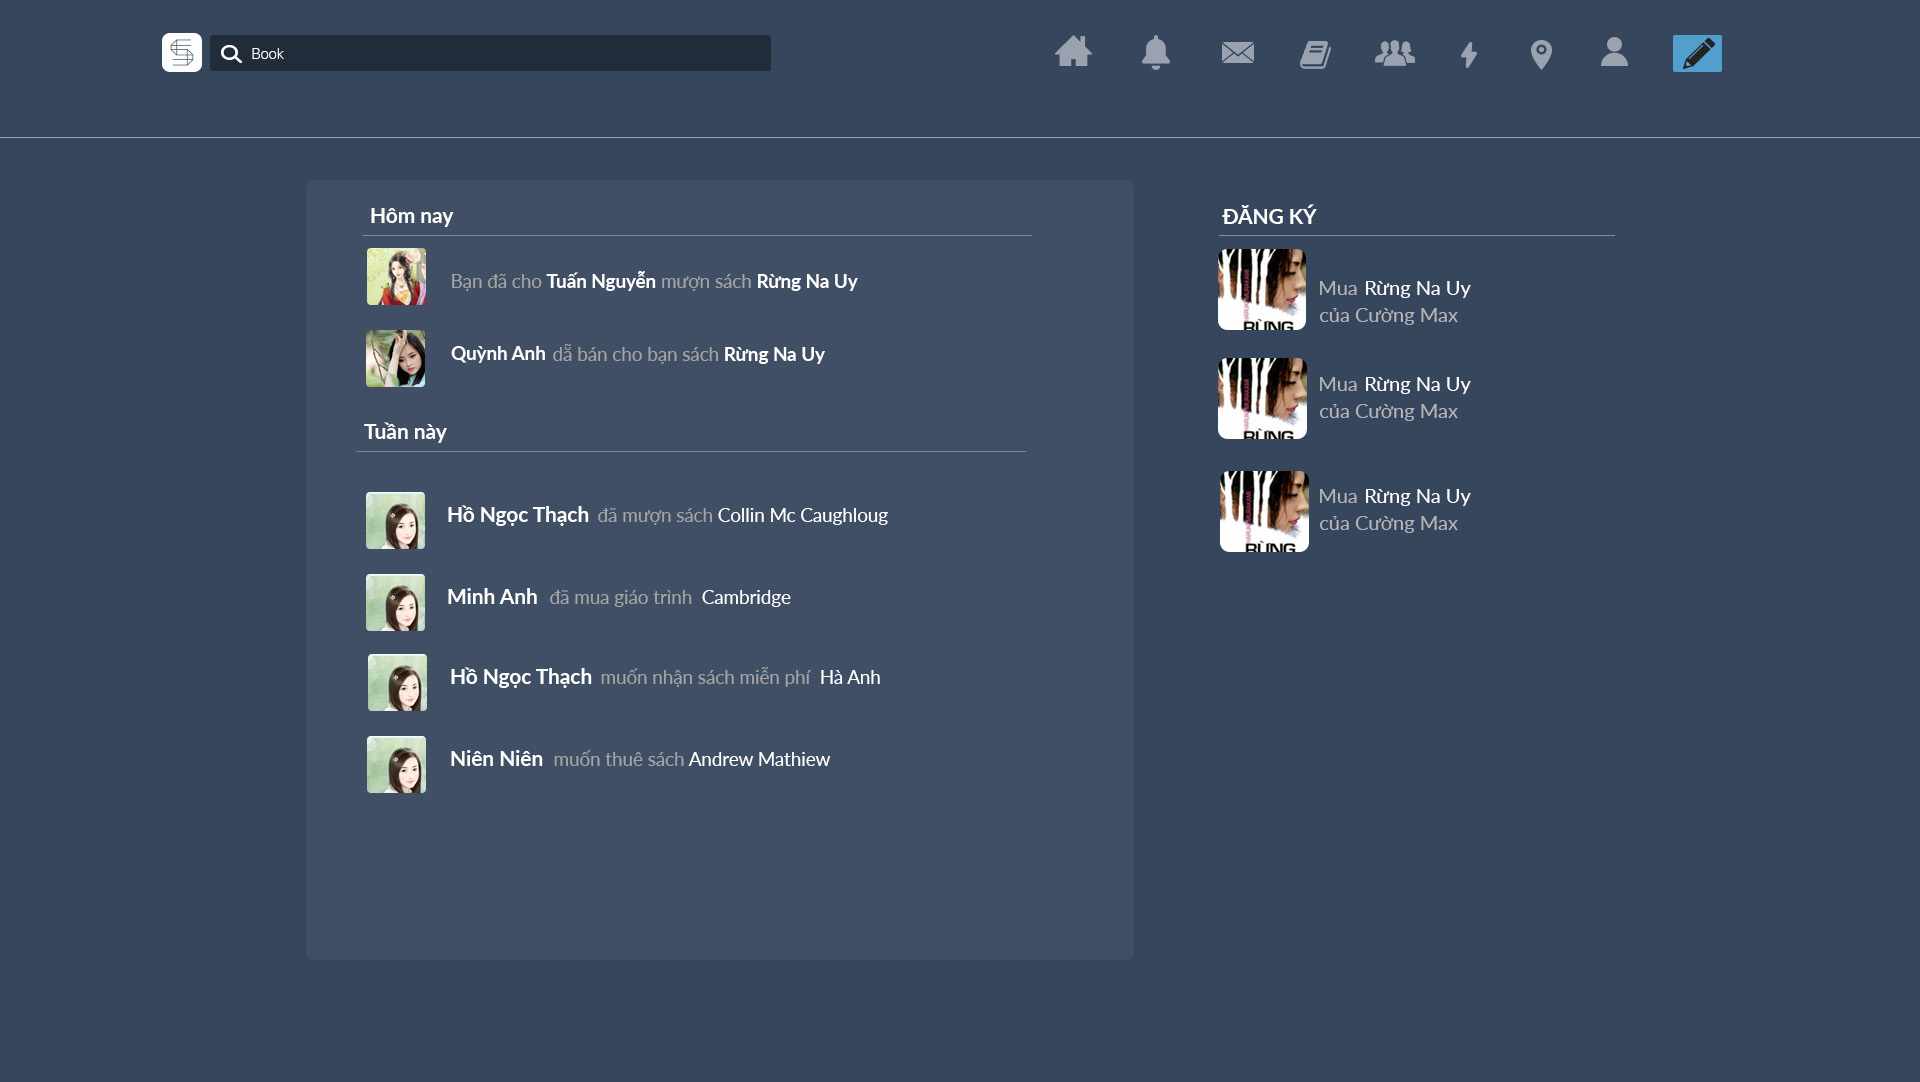 Book
Hôm nay
Bạn đã cho Tuấn Nguyễn mượn sách Rừng Na Uy
Quỳnh Anh dẫ bán cho bạn sách Rừng Na Uy
Tuần này
Hồ Ngọc Thạch đã mượn sách Collin Mc Caughloug
Minh Anh đã mua giáo trình Cambridge
Hồ Ngọc Thạch muốn nhận sách miễn phí Hà Anh
Niên Niên muốn thuê sách Andrew Mathiew
ĐĂNG KÝ
RỪNG
Mua Rừng Na Uy
của Cường Max
RỪNG
Mua Rừng Na Uy
của Cường Max
RỪNG
Mua Rừng Na Uy
của Cường Max